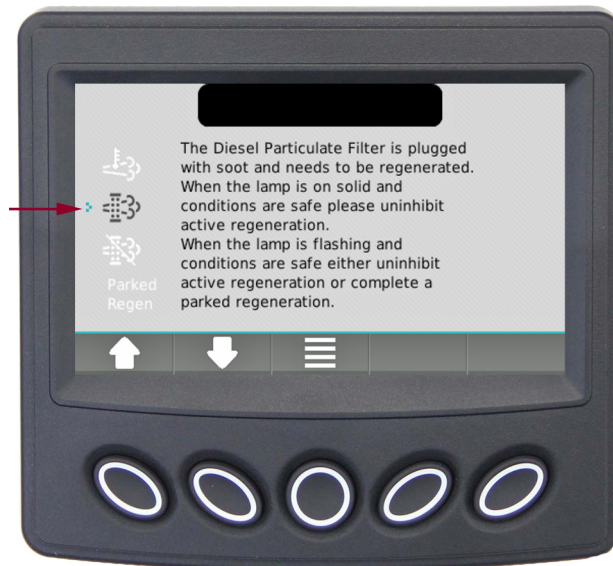 The Diesel Particulate Filter is plugged
with soot and needs to be regenerated.
When the lamp is on solid and
conditions are safe please uninhibit
active regeneration.
When the lamp is flashing and
conditions are safe either uninhibit
active regeneration or complete a
parked regeneration.
Parked
Regen